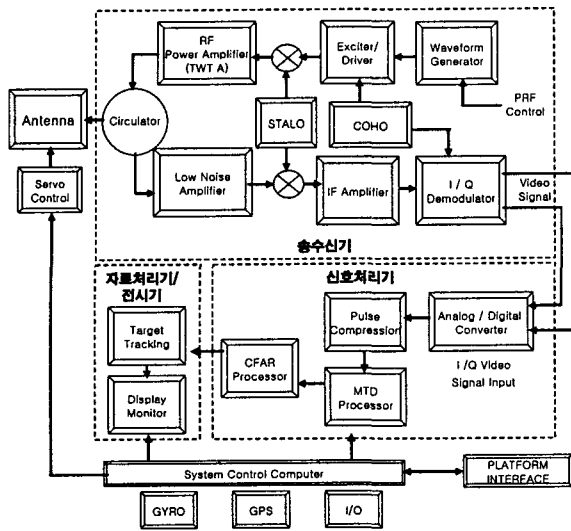 RF
Power Amplifier
(TWT A)
Exciter/
Driver
Waveform
Generator
PRF
Control
Antenna
Circulator
STALO
COHO
Servo
Control
Low Noise
Amplifier
IF Amplifier
I / Q
Demodulator
Video
Signal
송수신기
자료처리기/
전시기
신호처리기
Target
Tracking
Pulse
Compression
Analog / Digital
Converter
CFAR
Processor
I /Q Video
Signal Input
Display
Monitor
MTD
Processor
System Control Computer
PLATFORM
INTERFACE
GYRO
GPS
I/O